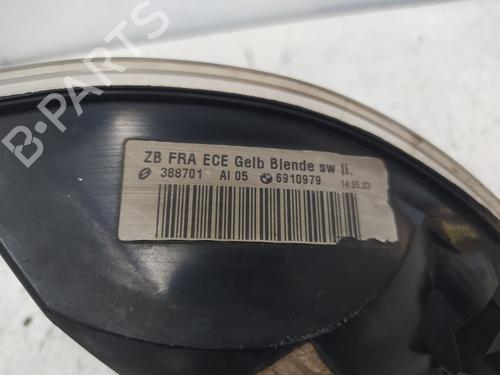 ZB FRA ECE Gelb Blende sw li.
388701 AI 05 6910979 14.05.03
B-PARTS